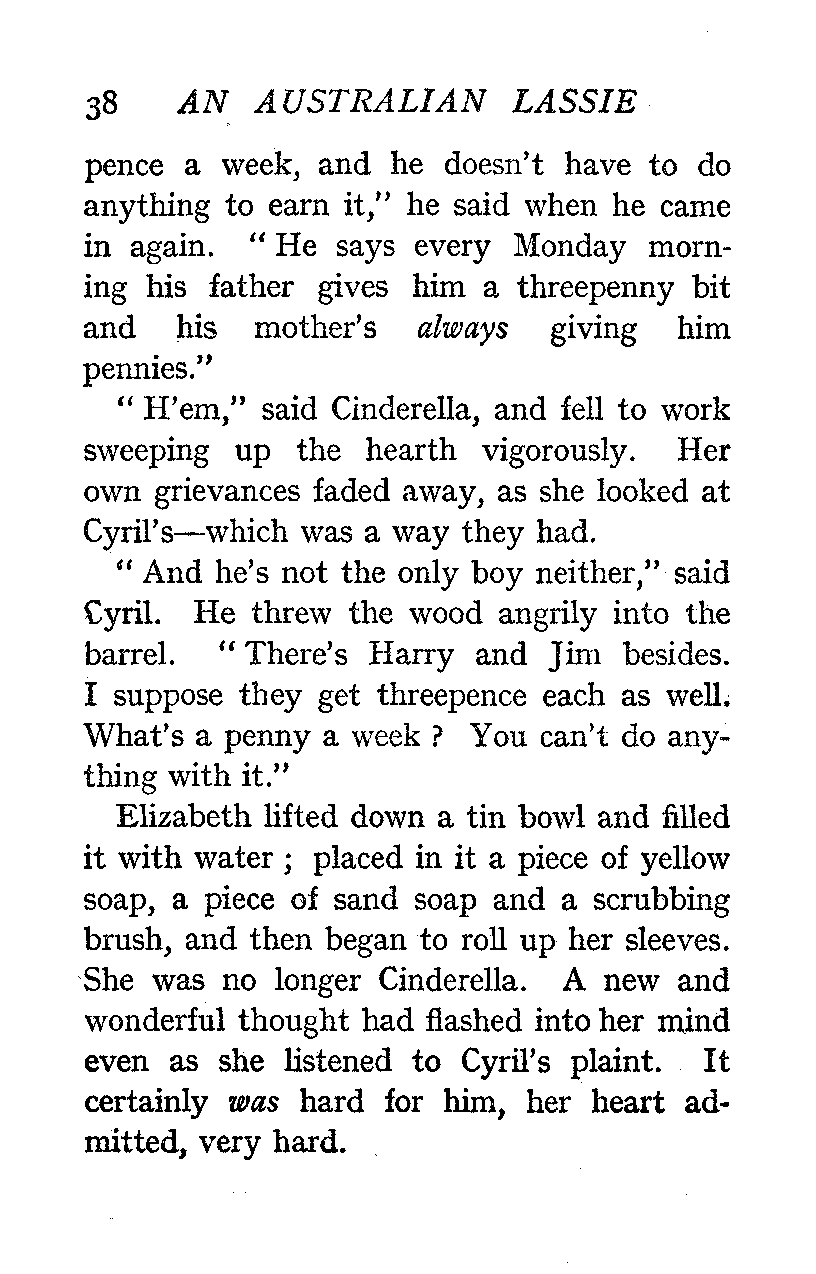 38 AN AUSTRALIAN LASSIE
pence a week, and he doesn't have to do
anything to earn it," he said when he came
in again. "He says every Monday morn-
ing his father gives him a threepenny bit
and his mother's always giving him
pennies."
"H'em," said Cinderella, and fell to work
sweeping up the hearth vigorously. Her
own grievances faded away, as she looked at
Cyril's—which was a way they had.
"And he's not the only boy neither," said
Cyril. He threw the wood angrily into the
barrel. "There's Harry and Jim besides.
I suppose they get threepence each as well.
What's a penny a week? You can't do any-
thing with it."
Elizabeth lifted down a tin bowl and filled
it with water; placed in it a piece of yellow
soap, a piece of sand soap and a scrubbing
brush, and then began to roll up her sleeves.
She was no longer Cinderella. A new and
wonderful thought had flashed into her mind
even as she listened to Cyril's plaint. It
certainly was hard for him, her heart ad-
mitted, very hard.